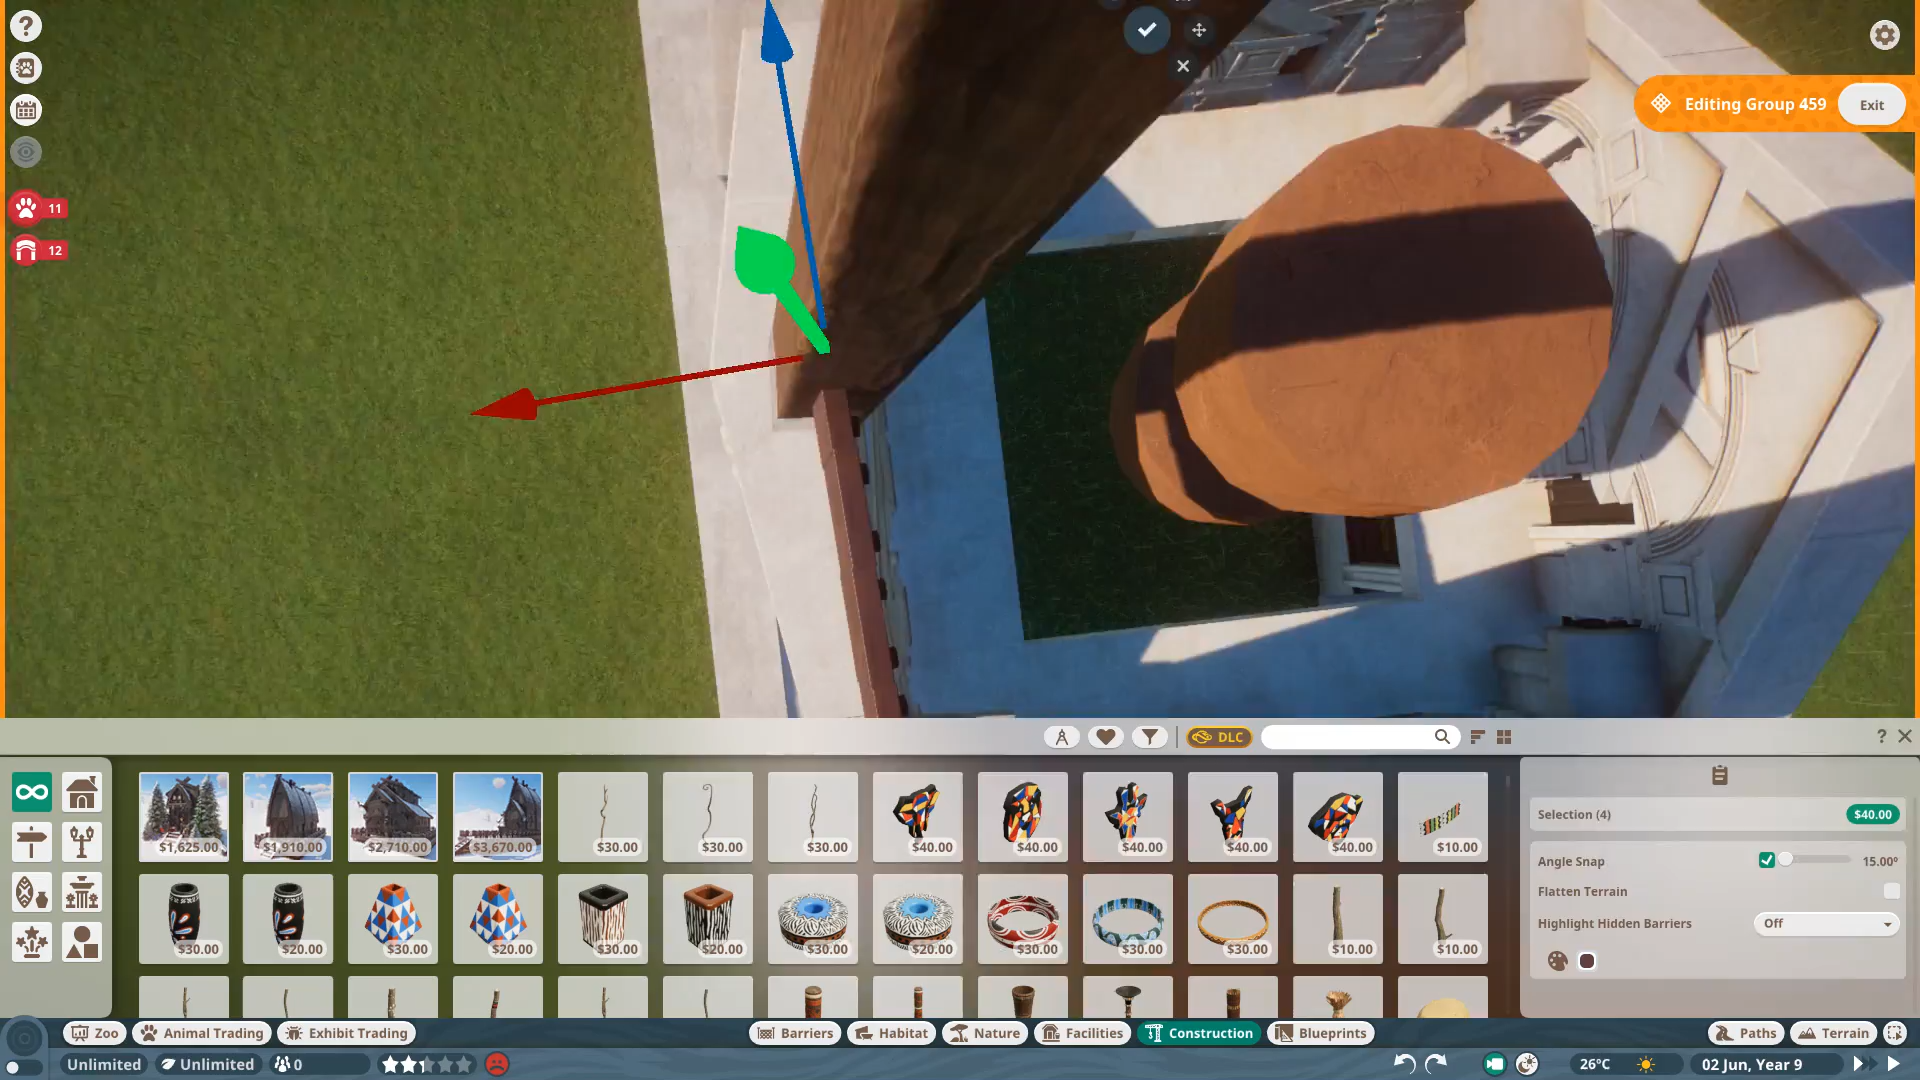 ?
11
12
Editing Group 459
Exit
DLC
?
$1,625.00
$1,910.00
$2,710.00
$3,670.00
$30.00
$30.00
$30.00
$40.00
$40.00
$40.00
$40.00
$40.00
$10.00
$30.00
$20.00
$30.00
$20.00
$30.00
$20.00
$30.00
$20.00
$30.00
$30.00
$30.00
$10.00
$10.00
Selection (4)
$40.00
Angle Snap
15.00°
Flatten Terrain
Highlight Hidden Barriers
Off
Zoo
Animal Trading
Exhibit Trading
Barriers
Habitat
Nature
Facilities
Construction
Blueprints
Paths
Terrain
Unlimited
Unlimited
0
26°C
02 Jun, Year 9